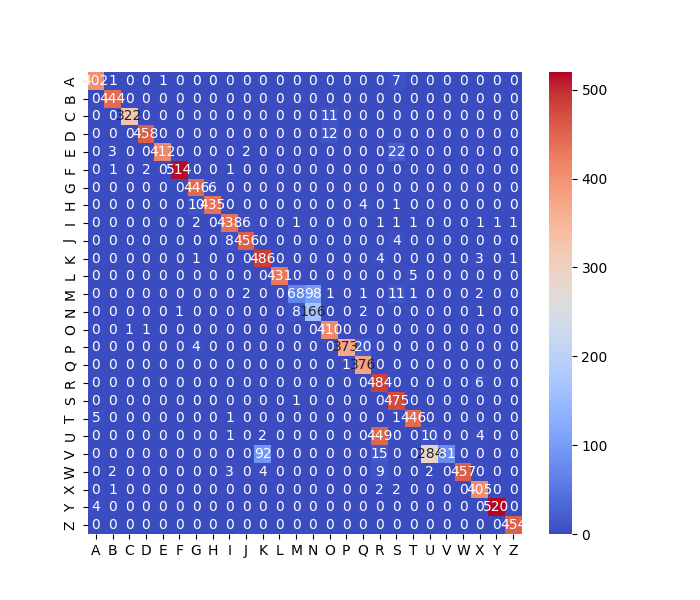 A 402 1 0 0 1 0 0 0 0 0 0 0 0 0 0 0 0 0 7 0 0 0 0 0 0 0
B 0 444 0 0 0 0 0 0 0 0 0 0 0 0 0 0 0 0 0 0 0 0 0 0 0 0
C 0 0 322 0 0 0 0 0 0 0 0 0 0 0 11 0 0 0 0 0 0 0 0 0 0 0
D 0 0 0 458 0 0 0 0 0 0 0 0 0 0 12 0 0 0 0 0 0 0 0 0 0 0
E 0 3 0 0 412 0 0 0 0 2 0 0 0 0 0 0 0 0 22 0 0 0 0 0 0 0
F 0 1 0 2 0 514 0 0 1 0 0 0 0 0 0 0 0 0 0 0 0 0 0 0 0 0
G 0 0 0 0 0 0 446 6 0 0 0 0 0 0 0 0 0 0 0 0 0 0 0 0 0 0
H 0 0 0 0 0 0 10 435 0 0 0 0 0 0 0 0 4 0 1 0 0 0 0 0 0 0
I 0 0 0 0 0 0 2 0 438 6 0 0 1 0 0 0 0 1 1 1 0 0 0 1 1 1
J 0 0 0 0 0 0 0 0 8 456 0 0 0 0 0 0 0 0 4 0 0 0 0 0 0 0
K 0 0 0 0 0 0 1 0 0 0 486 0 0 0 0 0 0 4 0 0 0 0 0 3 0 1
L 0 0 0 0 0 0 0 0 0 0 0 431 0 0 0 0 0 0 0 5 0 0 0 0 0 0
M 0 0 0 0 0 0 0 0 0 2 0 0 68 98 1 0 1 0 11 1 0 0 0 2 0 0
N 0 0 0 0 0 1 0 0 0 0 0 0 8 166 0 0 2 0 0 0 0 0 0 1 0 0
O 0 0 1 1 0 0 0 0 0 0 0 0 0 0 410 0 0 0 0 0 0 0 0 0 0 0
P 0 0 0 0 0 0 4 0 0 0 0 0 0 0 0 373 20 0 0 0 0 0 0 0 0 0
Q 0 0 0 0 0 0 0 0 0 0 0 0 0 0 0 1 376 0 0 0 0 0 0 0 0 0
R 0 0 0 0 0 0 0 0 0 0 0 0 0 0 0 0 0 484 0 0 0 0 0 6 0 0
S 0 0 0 0 0 0 0 0 0 0 0 0 1 0 0 0 0 0 475 0 0 0 0 0 0 0
T 5 0 0 0 0 0 0 0 1 0 0 0 0 0 0 0 0 0 1 446 0 0 0 0 0 0
U 0 0 0 0 0 0 0 0 1 0 2 0 0 0 0 0 0 449 0 0 10 0 0 4 0 0
V 0 0 0 0 0 0 0 0 0 0 92 0 0 0 0 0 0 15 0 0 284 81 0 0 0 0
W 0 2 0 0 0 0 0 0 3 0 4 0 0 0 0 0 0 9 0 0 2 0 457 0 0 0
X 0 1 0 0 0 0 0 0 0 0 0 0 0 0 0 0 0 2 2 0 0 0 0 405 0 0
Y 4 0 0 0 0 0 0 0 0 0 0 0 0 0 0 0 0 0 0 0 0 0 0 0 520 0
Z 0 0 0 0 0 0 0 0 0 0 0 0 0 0 0 0 0 0 0 0 0 0 0 0 0 454
A B C D E F G H I J K L M N O P Q R S T U V W X Y Z
500
400
300
200
100
0